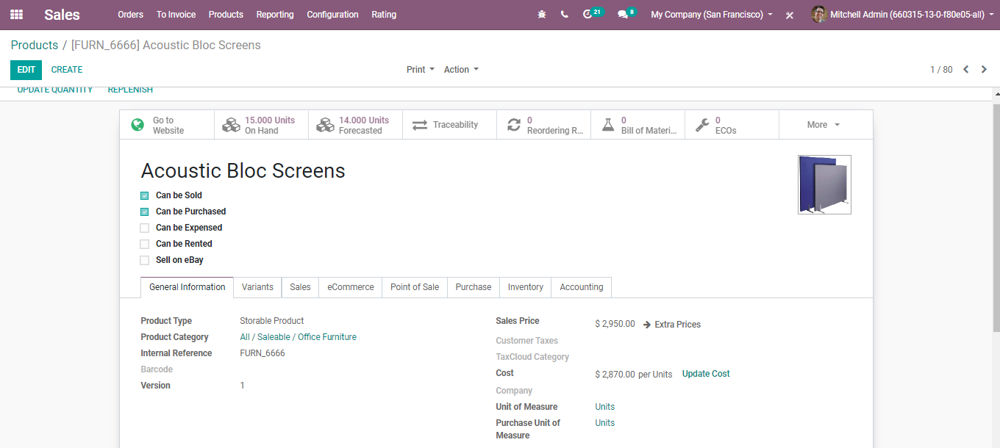 Sales Orders To Invoice Products Reporting Configuration Rating 21 8 My Company (San Francisco) Mitchell Admin (660315-13-0-f80e05-all)
Products / [FURN_6666] Acoustic Bloc Screens
EDIT CREATE Print Action 1 / 80
UPDATE QUANTITY REPLENISH
Go to
Website
15.000 Units
On Hand
14.000 Units
Forecasted
Traceability
0
Reordering R...
0
Bill of Materi...
0
ECOs
More
Acoustic Bloc Screens
Can be Sold
Can be Purchased
Can be Expensed
Can be Rented
Sell on eBay
General Information Variants Sales eCommerce Point of Sale Purchase Inventory Accounting
Product Type Storable Product
Product Category All / Saleable / Office Furniture
Internal Reference FURN_6666
Barcode
Version 1
Sales Price $ 2,950.00 Extra Prices
Customer Taxes
TaxCloud Category
Cost $ 2,870.00 per Units Update Cost
Company
Unit of Measure Units
Purchase Unit of Units
Measure